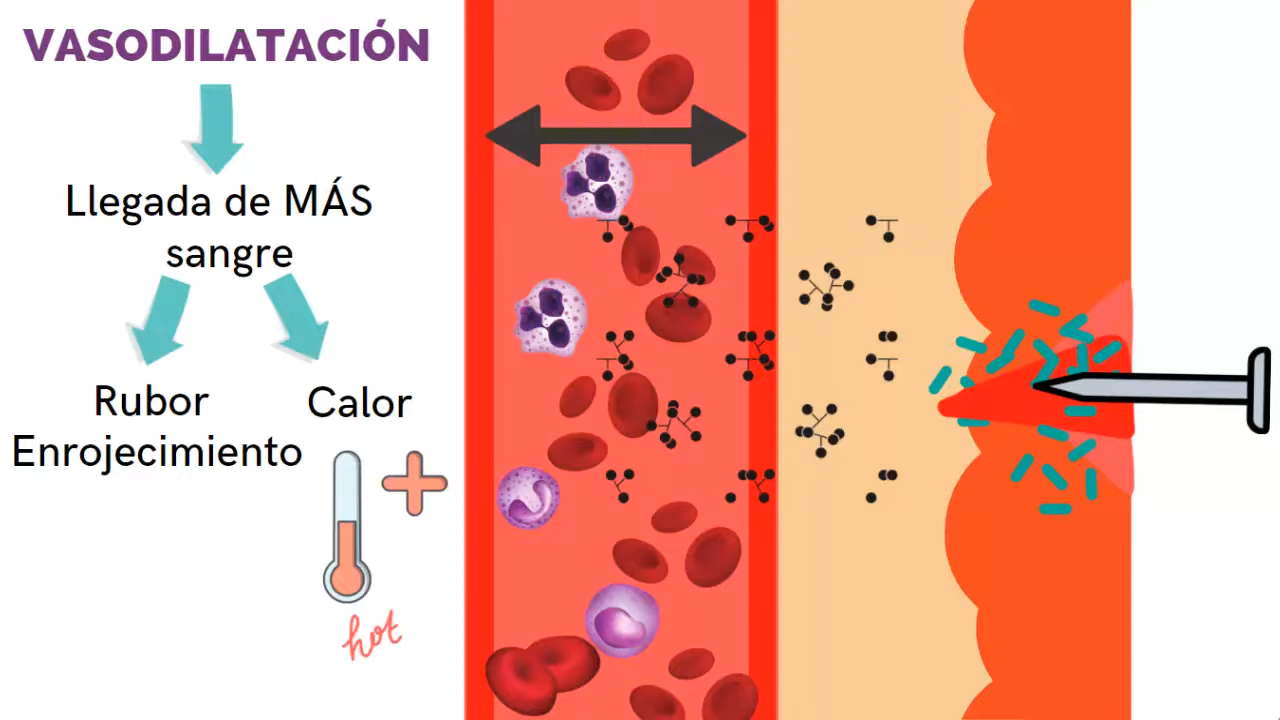 VASODILATACIÓN
Llegada de MÁS
sangre
Rubor
Calor
Enrojecimiento
hot